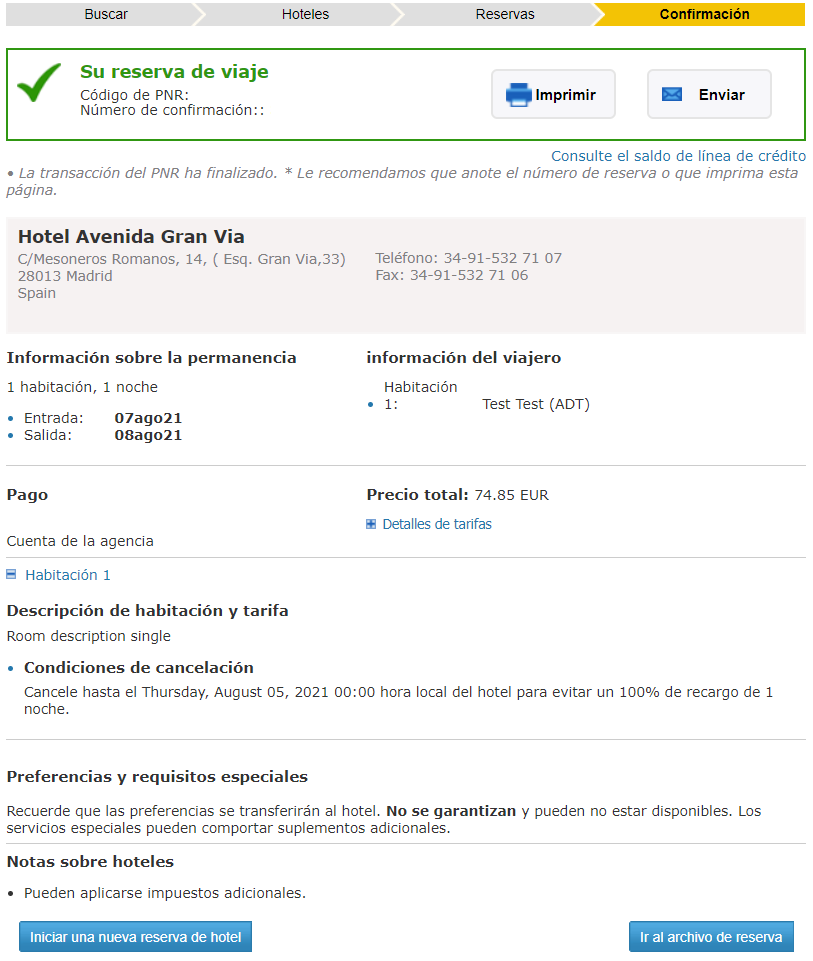 Buscar Hoteles Reservas Confirmación
Su reserva de viaje
Código de PNR:
Número de confirmación::
Imprimir
Enviar
Consulte el saldo de línea de crédito
• La transacción del PNR ha finalizado. * Le recomendamos que anote el número de reserva o que imprima esta
página.
Hotel Avenida Gran Via
C/Mesoneros Romanos, 14, ( Esq. Gran Via,33)
28013 Madrid
Spain
Teléfono: 34-91-532 71 07
Fax: 34-91-532 71 06
Información sobre la permanencia
1 habitación, 1 noche
• Entrada: 07ago21
• Salida: 08ago21
información del viajero
Habitación
• 1: Test Test (ADT)
Pago
Cuenta de la agencia
Precio total: 74.85 EUR
Detalles de tarifas
Habitación 1
Descripción de habitación y tarifa
Room description single
• Condiciones de cancelación
Cancele hasta el Thursday, August 05, 2021 00:00 hora local del hotel para evitar un 100% de recargo de 1
noche.
Preferencias y requisitos especiales
Recuerde que las preferencias se transferirán al hotel. No se garantizan y pueden no estar disponibles. Los
servicios especiales pueden comportar suplementos adicionales.
Notas sobre hoteles
• Pueden aplicarse impuestos adicionales.
Iniciar una nueva reserva de hotel
Ir al archivo de reserva